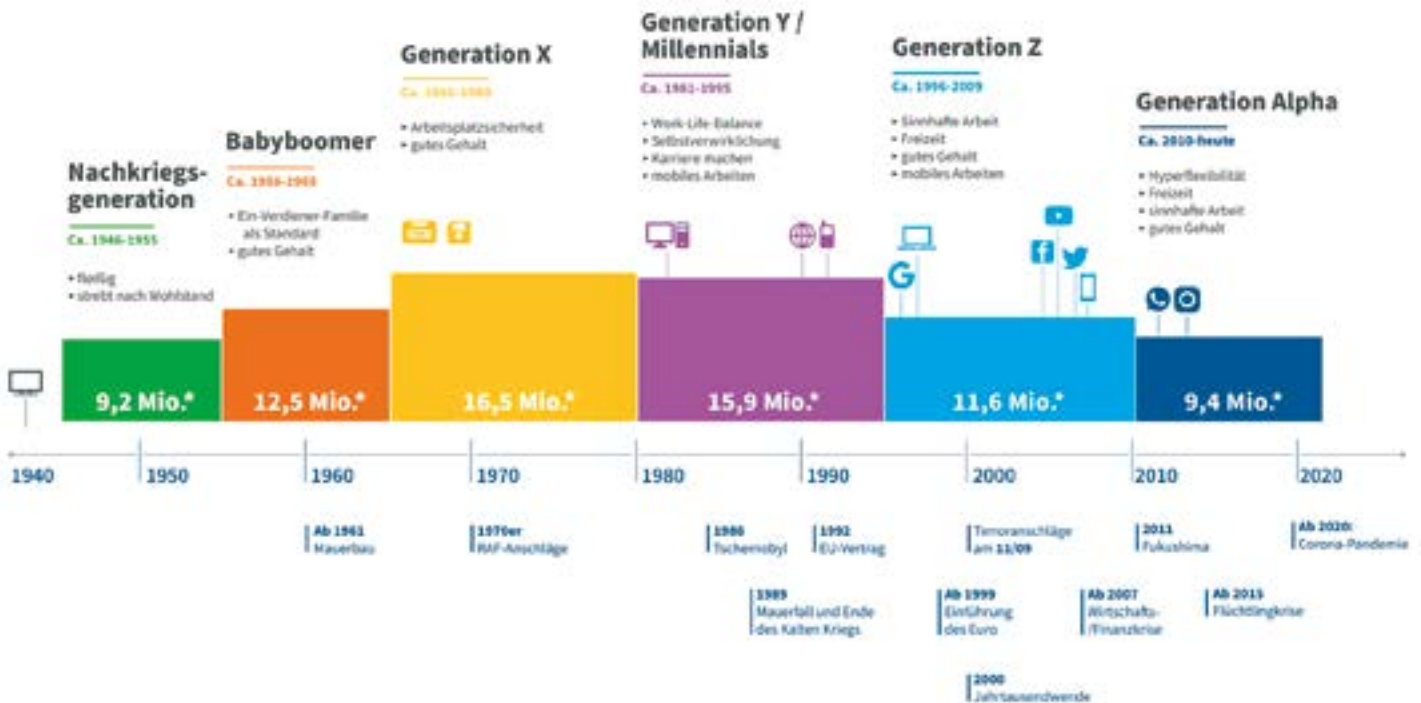 Nachkriegs-
generation
Ca. 1946-1955
• fleißig
• strebt nach Wohlstand
Babyboomer
• Ein-Verdiener-Familie
als Standard
• gutes Gehalt
Generation X
• Arbeitsplatzsicherheit
• gutes Gehalt
Generation Y /
Millennials
Ca. 1981-1995
• Work-Life-Balance
• Selbstverwirklichung
• Karriere machen
• mobiles Arbeiten
Generation Z
Ca. 1996-2009
• Sinnhafte Arbeit
• Freizeit
• gutes Gehalt
• mobiles Arbeiten
Generation Alpha
Ca. 2010-heute
• Hyperflexibilität
• Freizeit
• sinnhafte Arbeit
• gutes Gehalt
9,2 Mio.*
12,5 Mio.*
16,5 Mio.*
15,9 Mio.*
11,6 Mio.*
9,4 Mio.*
1940
1950
1960
1970
1980
1990
2000
2010
2020
Ab 1961
Mauerbau
1970er
RAF-Anschläge
1986
Tschernobyl
1992
EU-Vertrag
Terroranschläge
am 11/09
2011
Fukushima
Ab 2020:
Corona-Pandemie
1989
Mauerfall und Ende
des Kalten Kriegs
Ab 1999
Einführung
des Euro
Ab 2007
Wirtschafts-
/Finanzkrise
Ab 2015
Flüchtlingkrise
2000
Jahrtausendwende